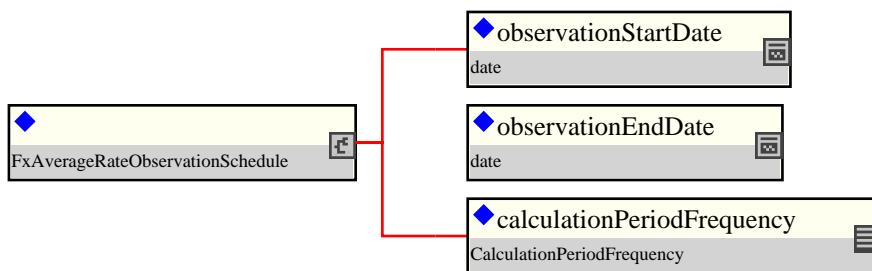 observationStartDate
date
FxAverageRateObservationSchedule
observationEndDate
date
calculationPeriodFrequency
CalculationPeriodFrequency